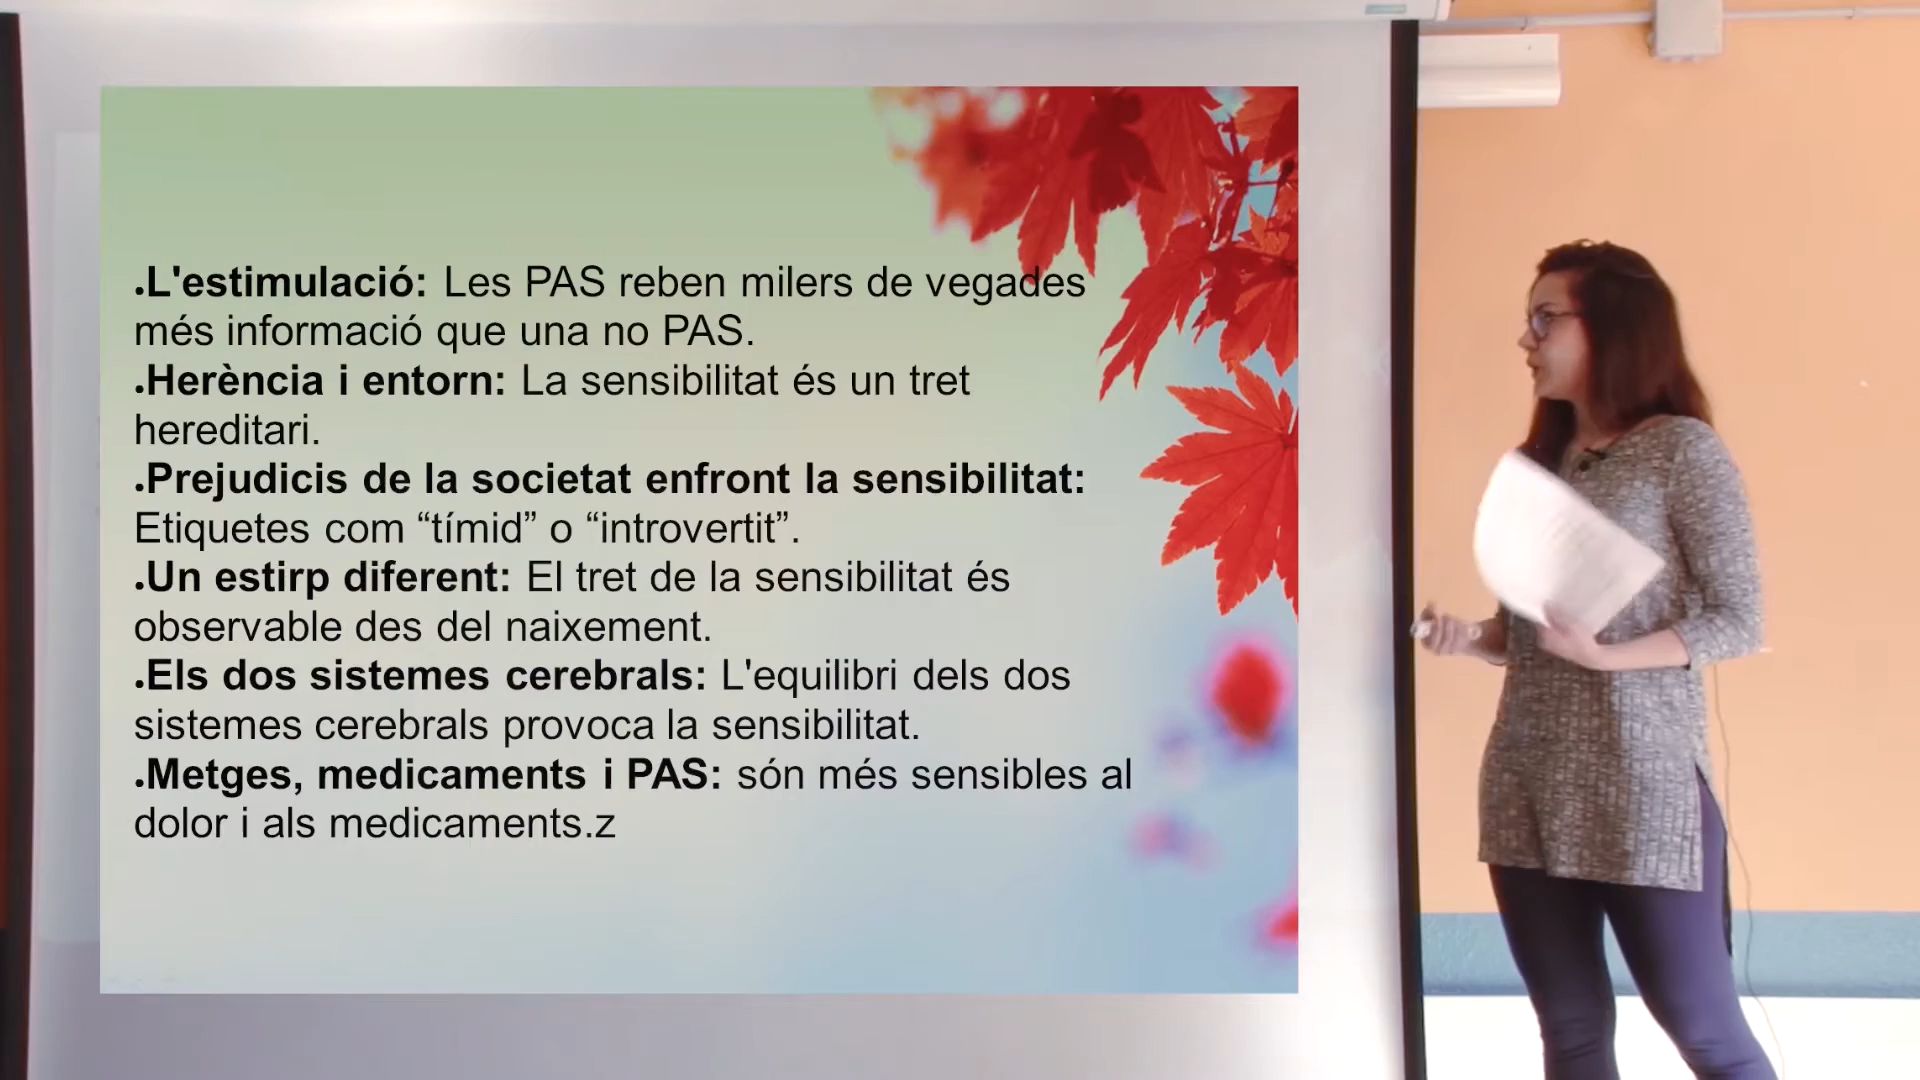 ●L'estimulació: Les PAS reben milers de vegades
més informació que una no PAS.
●Herència i entorn: La sensibilitat és un tret
hereditari.
●Prejudicis de la societat enfront la sensibilitat:
Etiquetes com “tímid” o “introvertit”.
●Un estirp diferent: El tret de la sensibilitat és
observable des del naixement.
●Els dos sistemes cerebrals: L'equilibri dels dos
sistemes cerebrals provoca la sensibilitat.
●Metges, medicaments i PAS: són més sensibles al
dolor i als medicaments.z